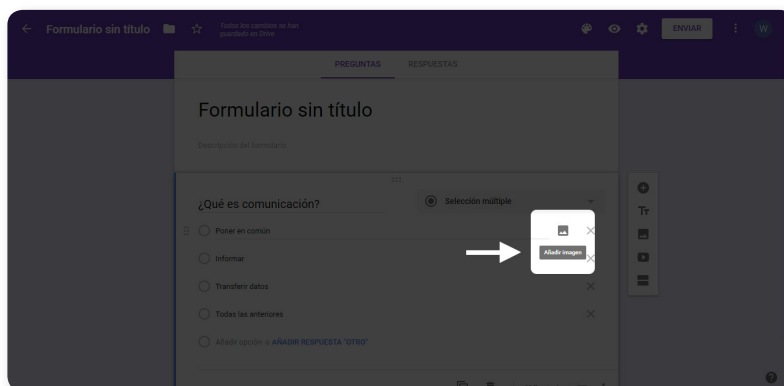 Formulario sin título
Todos los cambios se han
guardado en Drive
ENVIAR
W
PREGUNTAS RESPUESTAS
Formulario sin título
Descripción del formulario
¿Qué es comunicación?
Selección múltiple
Poner en común
Añadir imagen
Informar
Transferir datos
Todas las anteriores
Añadir opción o AÑADIR RESPUESTA "OTRO"
Tт